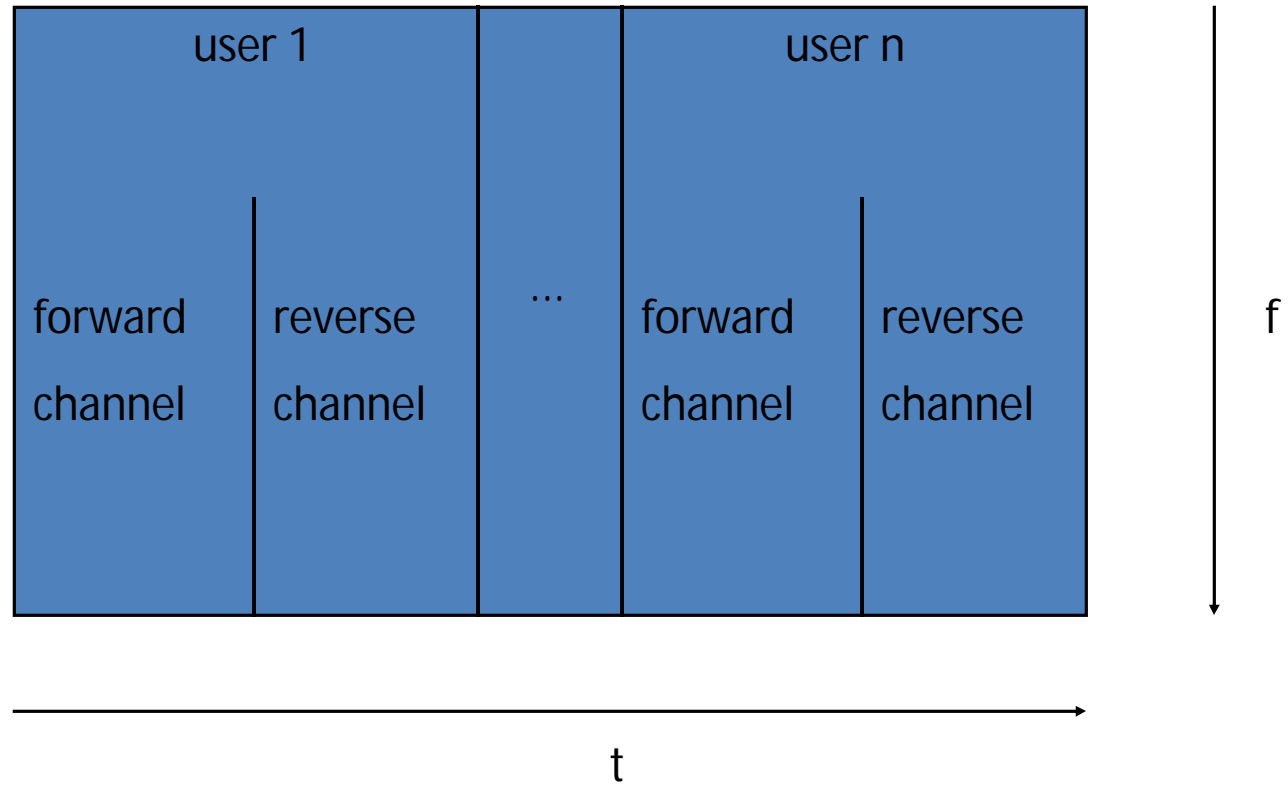 user 1
user n
forward
channel
reverse
channel
…
forward
channel
reverse
channel
f
t